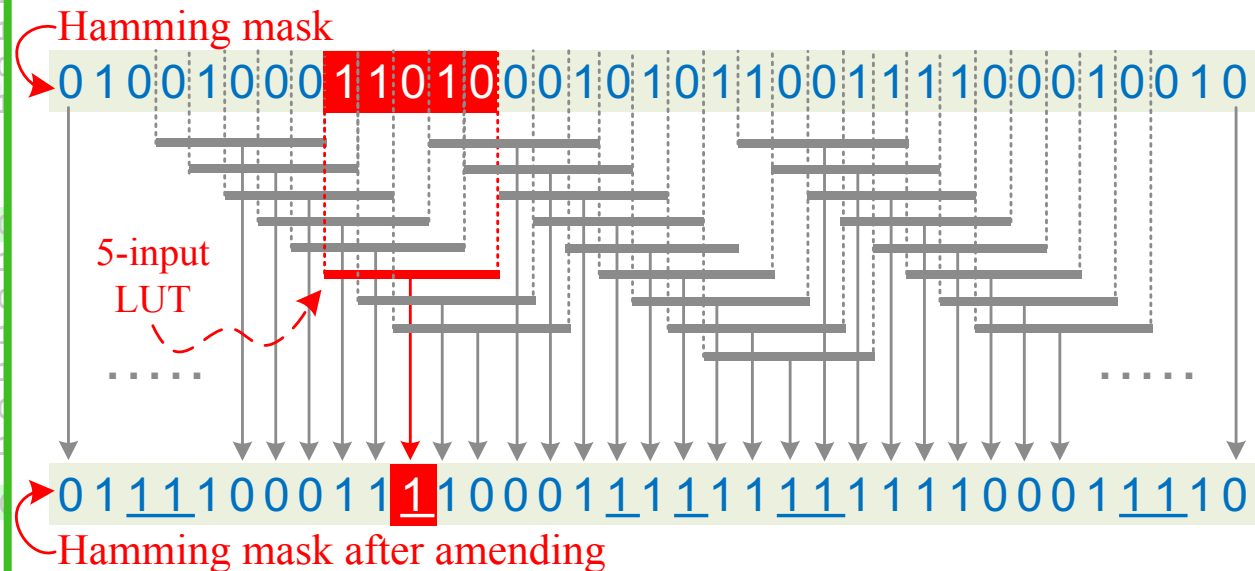 Hamming mask
0 1 0 0 1 0 0 0 1 1 0 1 0 0 0 1 0 1 0 1 1 0 0 1 1 1 1 0 0 0 1 0 0 1 0
5-input
LUT
..... .....
0 1 1 1 1 0 0 0 1 1 1 1 0 0 0 1 1 1 1 1 1 1 1 1 1 1 1 0 0 0 1 1 1 1 0
Hamming mask after amending